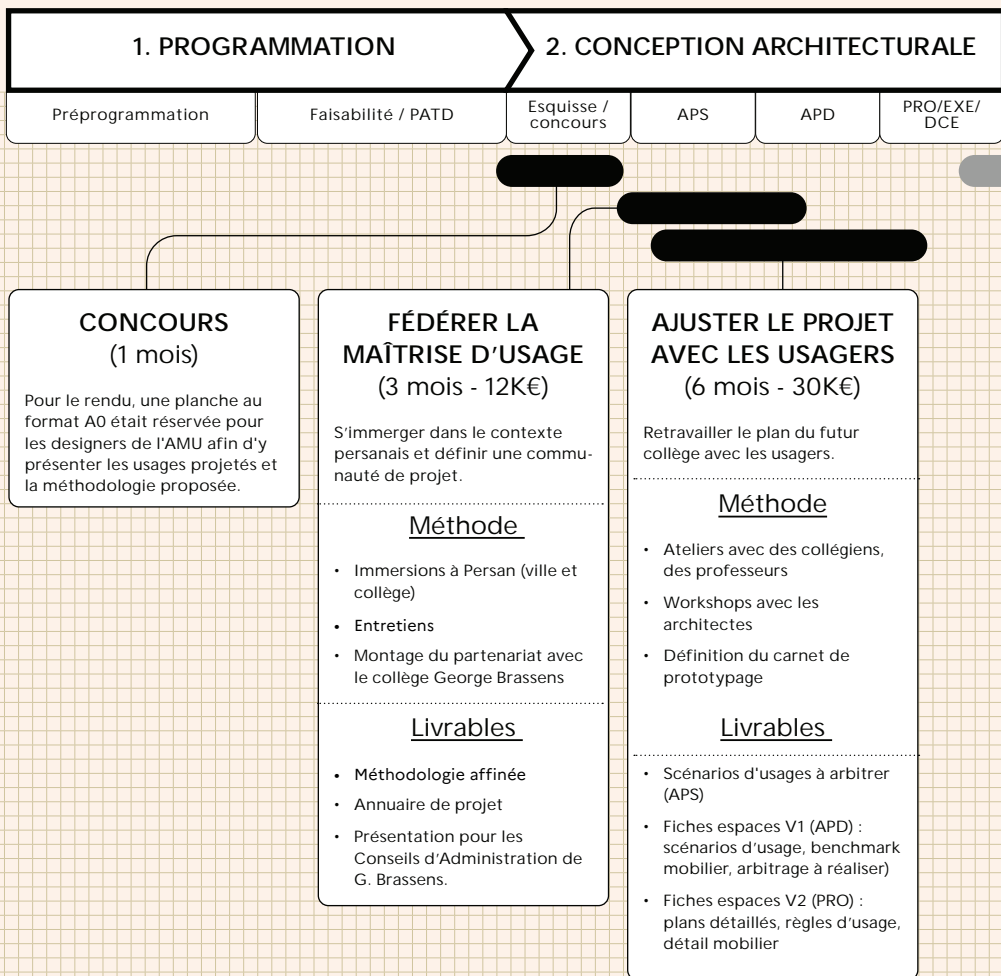 1. PROGRAMMATION
2. CONCEPTION ARCHITECTURALE
Préprogrammation
Faisabilité / PATD
Esquisse /
concours
APS
APD
PRO/EXE/
DCE
CONCOURS
(1 mois)
Pour le rendu, une planche au
format A0 était réservée pour
les designers de l'AMU afin d'y
présenter les usages projetés et
la méthodologie proposée.
FÉDÉRER LA
MAÎTRISE D'USAGE
(3 mois - 12K€)
S'immerger dans le contexte
persanais et définir une commu-
nauté de projet.
Méthode
• Immersions à Persan (ville et
collège)
• Entretiens
• Montage du partenariat avec
le collège George Brassens
Livrables
• Méthodologie affinée
• Annuaire de projet
• Présentation pour les
Conseils d'Administration de
G. Brassens.
AJUSTER LE PROJET
AVEC LES USAGERS
(6 mois - 30K€)
Retravailler le plan du futur
collège avec les usagers.
Méthode
• Ateliers avec des collégiens,
des professeurs
• Workshops avec les
architectes
• Définition du carnet de
prototypage
Livrables
• Scénarios d'usages à arbitrer
(APS)
• Fiches espaces V1 (APD) :
scénarios d'usage, benchmark
mobilier, arbitrage à réaliser)
• Fiches espaces V2 (PRO) :
plans détaillés, règles d'usage,
détail mobilier